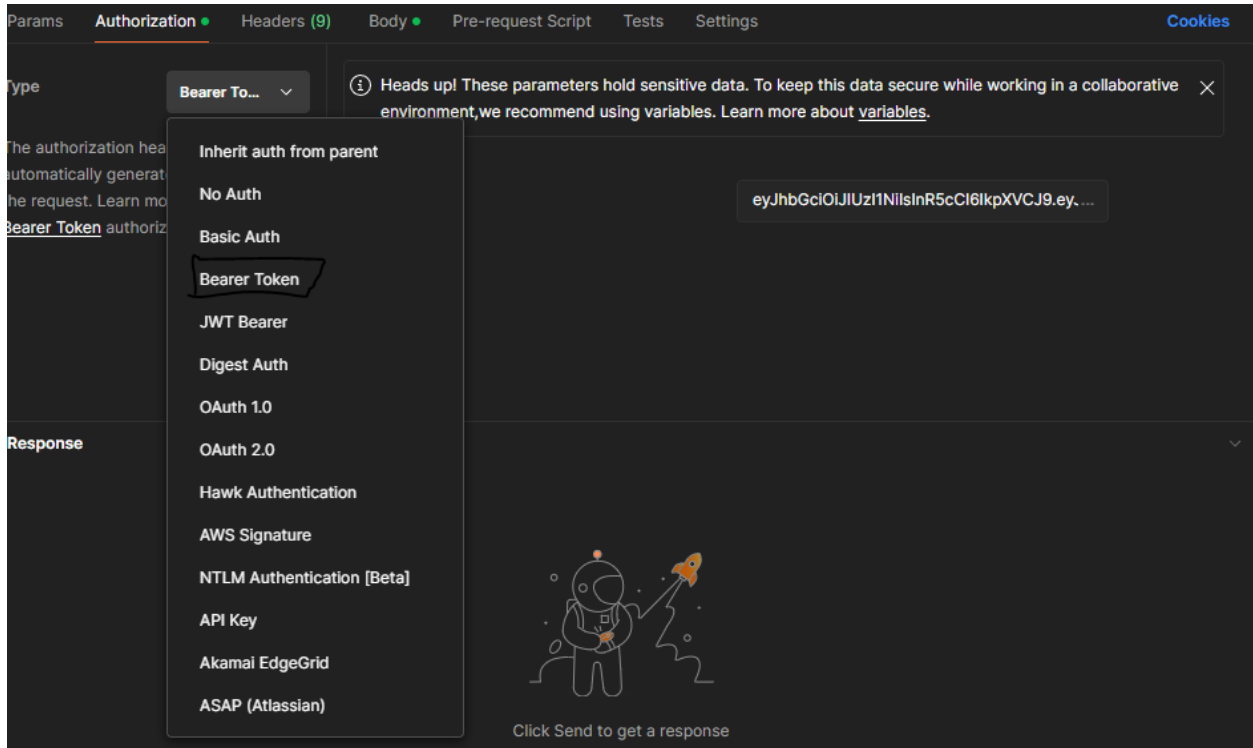 Params Authorization Headers (9) Body Pre-request Script Tests Settings Cookies
Type
Bearer To...
Heads up! These parameters hold sensitive data. To keep this data secure while working in a collaborative
environment,we recommend using variables. Learn more about variables.
The authorization hea
automatically generat
the request. Learn mo
Bearer Token authoriz
Inherit auth from parent
No Auth
Basic Auth
Bearer Token
JWT Bearer
Digest Auth
OAuth 1.0
OAuth 2.0
Hawk Authentication
AWS Signature
NTLM Authentication [Beta]
API Key
Akamai EdgeGrid
ASAP (Atlassian)
eyJhbGciOiJIUzI1NiIsInR5cCI6IkpXVCJ9.ey. ...
Response
Click Send to get a response